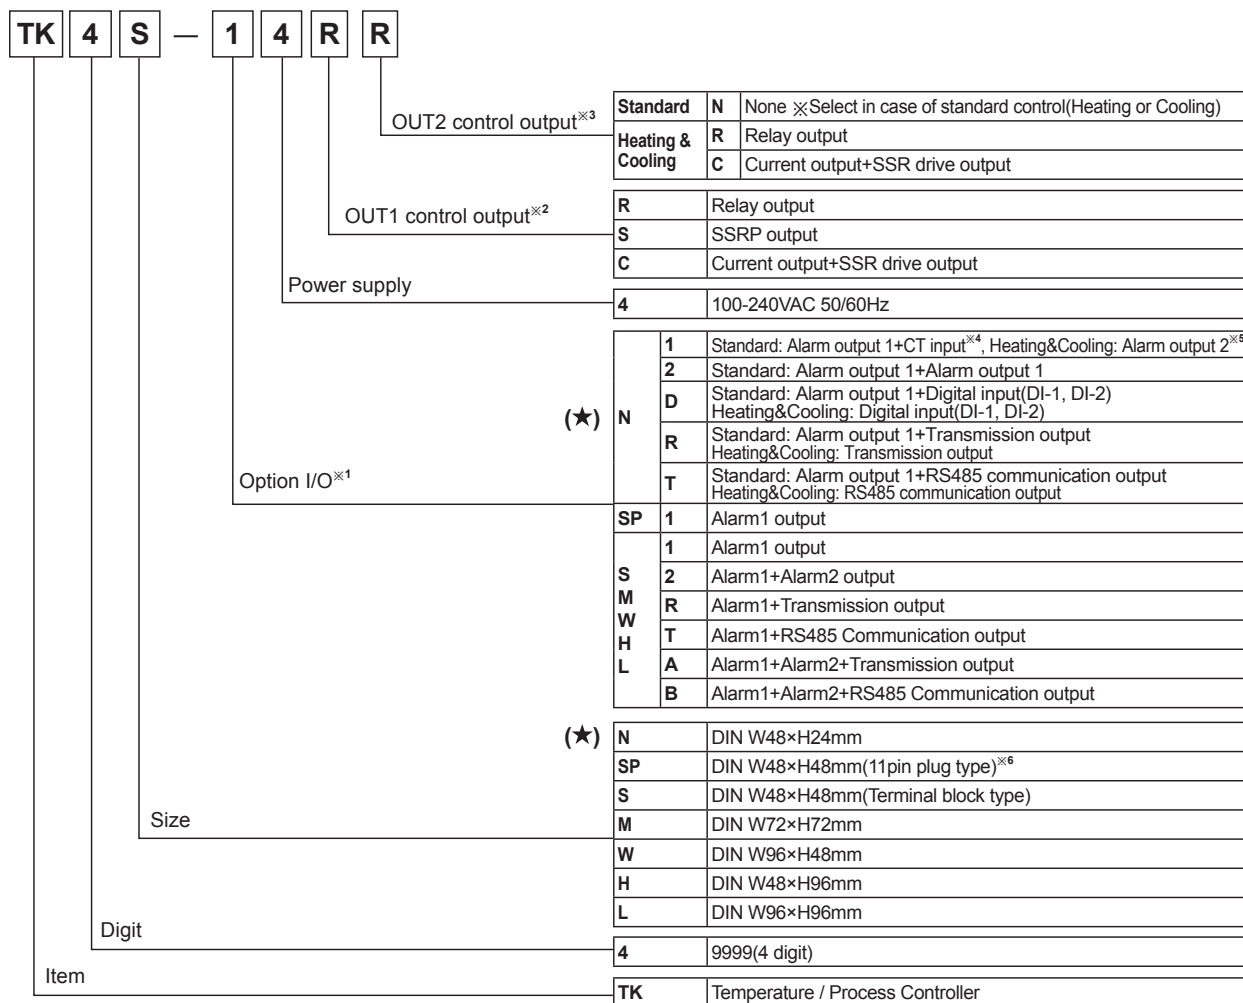 TK 4 S — 1 4 R R
OUT2 control output※3
Standard N None ※Select in case of standard control(Heating or Cooling)
Heating & Cooling R Relay output
C Current output+SSR drive output
OUT1 control output※2
R Relay output
S SSRP output
C Current output+SSR drive output
Power supply
4 100-240VAC 50/60Hz
Option I/O※1
(★) N 1 Standard: Alarm output 1+CT input※4, Heating&Cooling: Alarm output 2※5
2 Standard: Alarm output 1+Alarm output 1
D Standard: Alarm output 1+Digital input(DI-1, DI-2)
Heating&Cooling: Digital input(DI-1, DI-2)
R Standard: Alarm output 1+Transmission output
Heating&Cooling: Transmission output
T Standard: Alarm output 1+RS485 communication output
Heating&Cooling: RS485 communication output
SP 1 Alarm1 output
S M W H L 1 Alarm1 output
2 Alarm1+Alarm2 output
R Alarm1+Transmission output
T Alarm1+RS485 Communication output
A Alarm1+Alarm2+Transmission output
B Alarm1+Alarm2+RS485 Communication output
Size
(★) N DIN W48×H24mm
SP DIN W48×H48mm(11pin plug type)※6
S DIN W48×H48mm(Terminal block type)
M DIN W72×H72mm
W DIN W96×H48mm
H DIN W48×H96mm
L DIN W96×H96mm
Digit
4 9999(4 digit)
Item
TK Temperature / Process Controller